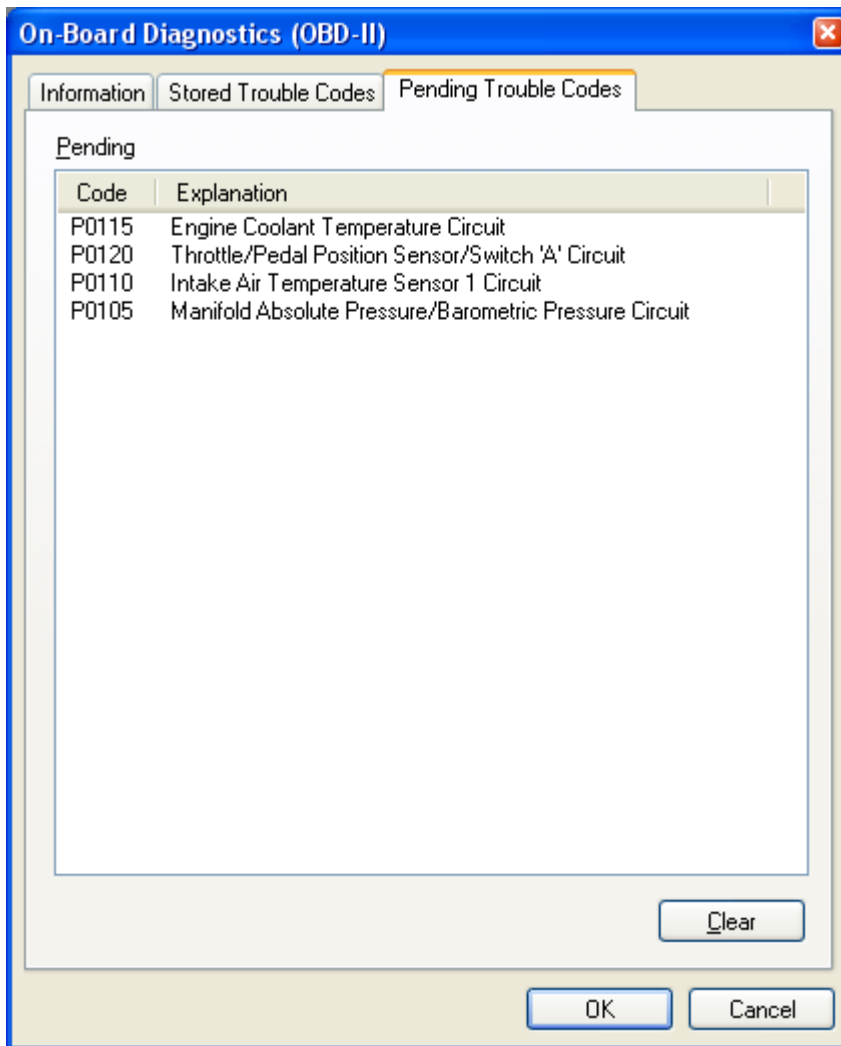 On-Board Diagnostics (OBD-II)
Information Stored Trouble Codes Pending Trouble Codes
Pending
Code Explanation
P0115 Engine Coolant Temperature Circuit
P0120 Throttle/Pedal Position Sensor/Switch 'A' Circuit
P0110 Intake Air Temperature Sensor 1 Circuit
P0105 Manifold Absolute Pressure/Barometric Pressure Circuit
Clear
OK Cancel